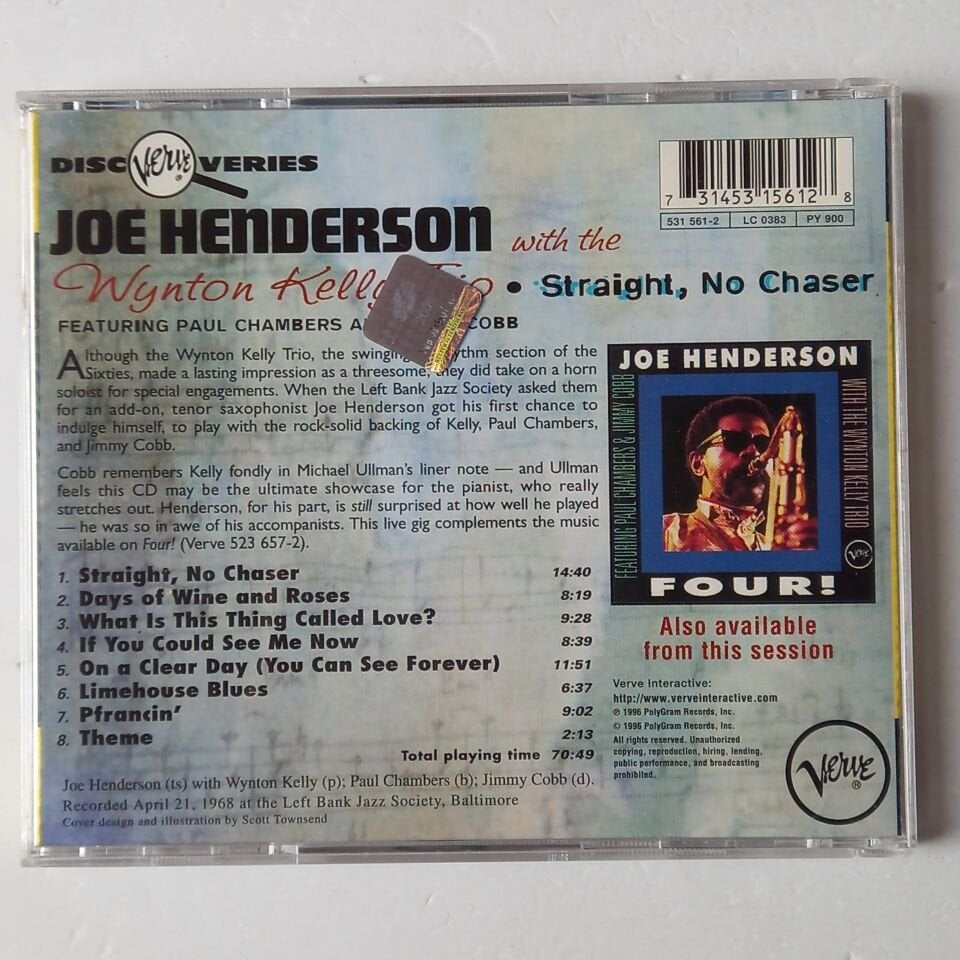 DISC Verve VERIES
JOE HENDERSON with the
Wynton Kelly Trio • Straight, No Chaser
FEATURING PAUL CHAMBERS A COBB
Although the Wynton Kelly Trio, the swinging rhythm section of the
Sixties, made a lasting impression as a threesome, they did take on a horn
soloist for special engagements. When the Left Bank Jazz Society asked them
for an add-on, tenor saxophonist Joe Henderson got his first chance to
indulge himself, to play with the rock-solid backing of Kelly, Paul Chambers,
and Jimmy Cobb.
Cobb remembers Kelly fondly in Michael Ullman's liner note — and Ullman
feels this CD may be the ultimate showcase for the pianist, who really
stretches out. Henderson, for his part, is still surprised at how well he played
— he was so in awe of his accompanists. This live gig complements the music
available on Four! (Verve 523 657-2).
1. Straight, No Chaser 14:40
2. Days of Wine and Roses 8:19
3. What Is This Thing Called Love? 9:28
4. If You Could See Me Now 8:39
5. On a Clear Day (You Can See Forever) 11:51
6. Limehouse Blues 6:37
7. Pfrancin' 9:02
8. Theme 2:13
Total playing time 70:49
Joe Henderson (ts) with Wynton Kelly (p); Paul Chambers (b); Jimmy Cobb (d).
Recorded April 21, 1968 at the Left Bank Jazz Society, Baltimore
Cover design and illustration by Scott Townsend
7 31453 15612 8
531 561-2 LC 0383 PY 900
JOE HENDERSON
FEATURING PAUL CHAMBERS & JIMMY COBB
WITH THE WYNTON KELLY TRIO
Verve
FOUR!
Also available
from this session
Verve Interactive:
http://www.verveinteractive.com
℗ 1996 PolyGram Records, Inc.
© 1996 PolyGram Records, Inc.
All rights reserved. Unauthorized
copying, reproduction, hiring, lending,
public performance, and broadcasting
prohibited.
Verve®